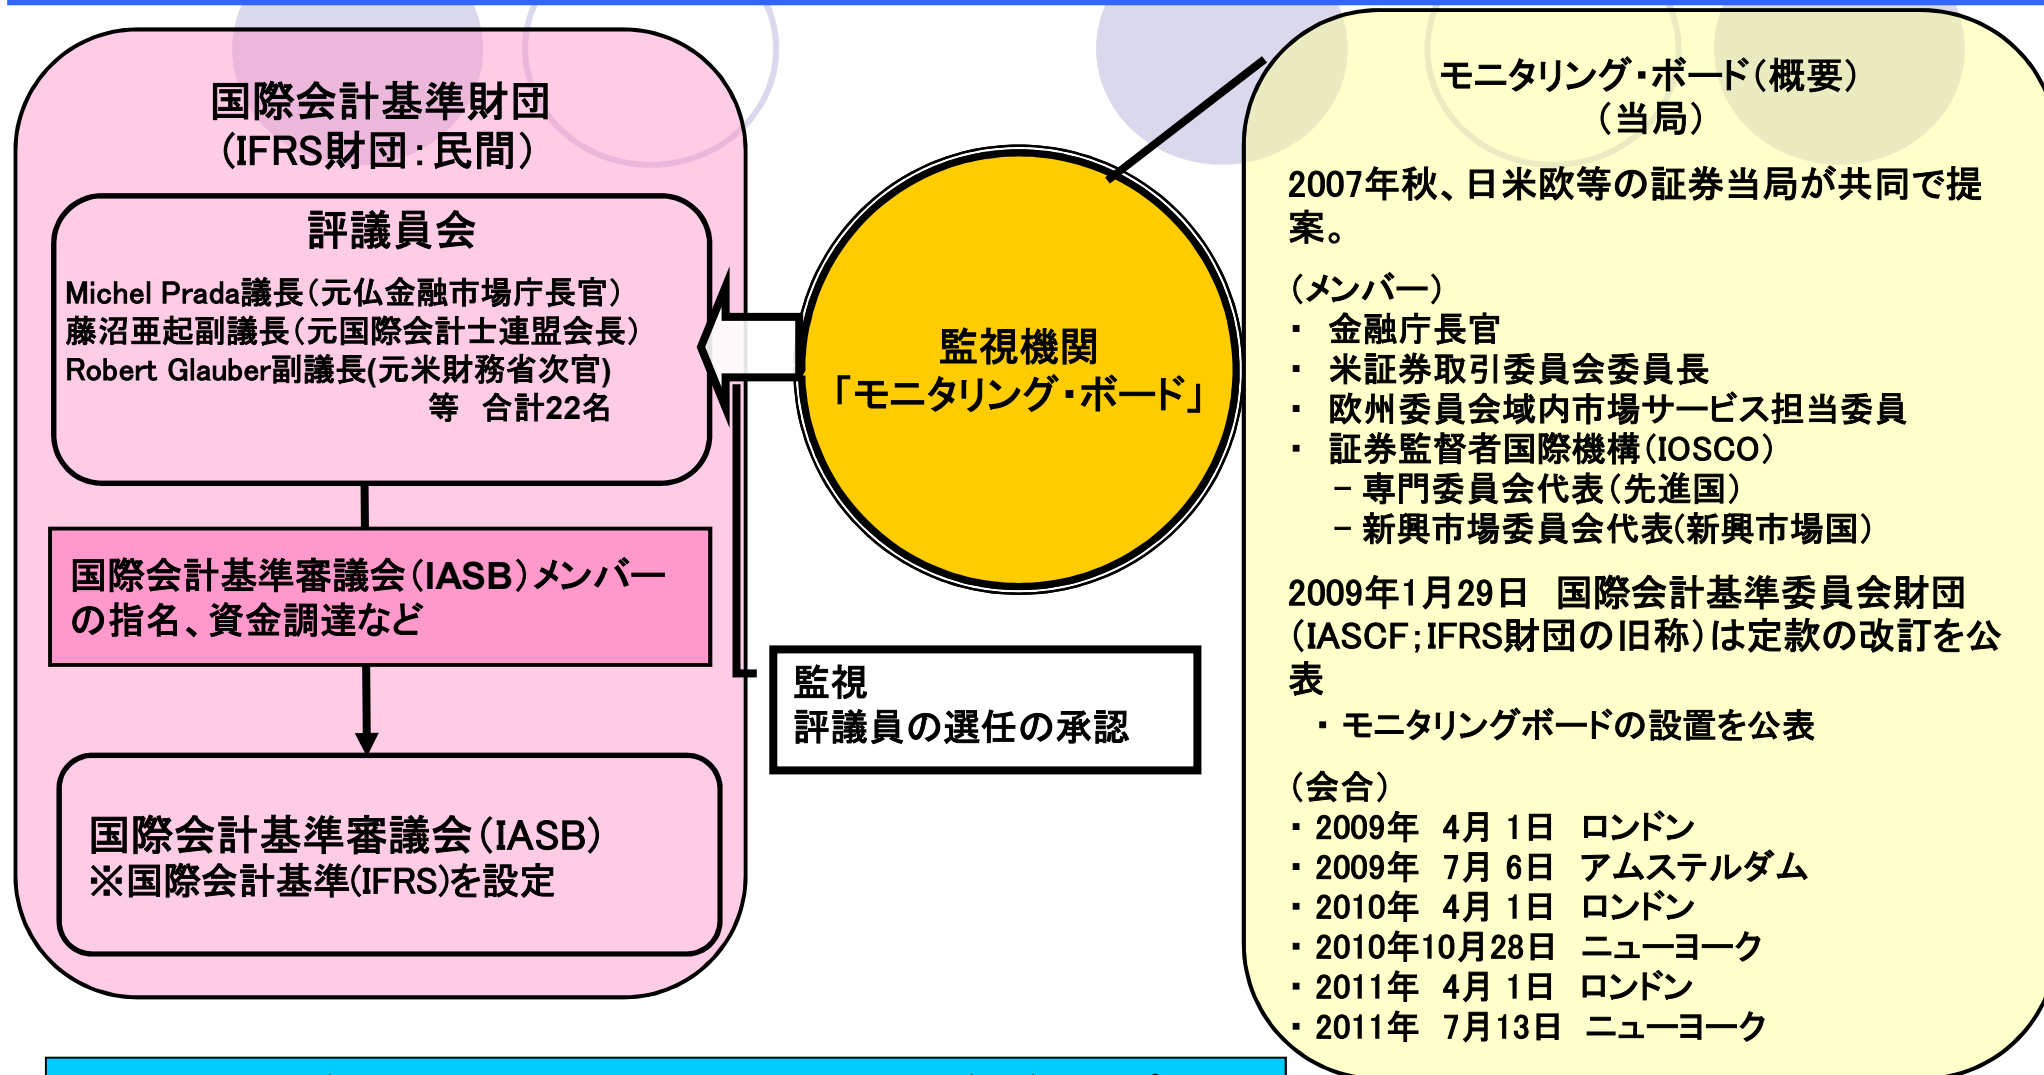 国際会計基準財団
（IFRS財団：民間）
評議員会
Michel Prada議長（元仏金融市場庁長官）
藤沼亜起副議長（元国際会計士連盟会長）
Robert Glauber副議長(元米財務省次官)
等　合計22名
国際会計基準審議会（IASB）メンバー
の指名、資金調達など
国際会計基準審議会（IASB）
※国際会計基準(IFRS)を設定
監視機関
「モニタリング・ボード」
監視
評議員の選任の承認
モニタリング・ボード（概要）
（当局）
2007年秋、日米欧等の証券当局が共同で提
案。
（メンバー）
・ 金融庁長官
・ 米証券取引委員会委員長
・ 欧州委員会域内市場サービス担当委員
・ 証券監督者国際機構（IOSCO）
－専門委員会代表（先進国）
－新興市場委員会代表(新興市場国）
2009年1月29日　国際会計基準委員会財団
（IASCF；IFRS財団の旧称）は定款の改訂を公
表
・モニタリングボードの設置を公表
（会合）
・2009年 4月 1日　ロンドン
・2009年 7月 6日　アムステルダム
・2010年 4月 1日　ロンドン
・2010年10月28日　ニューヨーク
・2011年 4月 1日　ロンドン
・2011年 7月13日　ニューヨーク